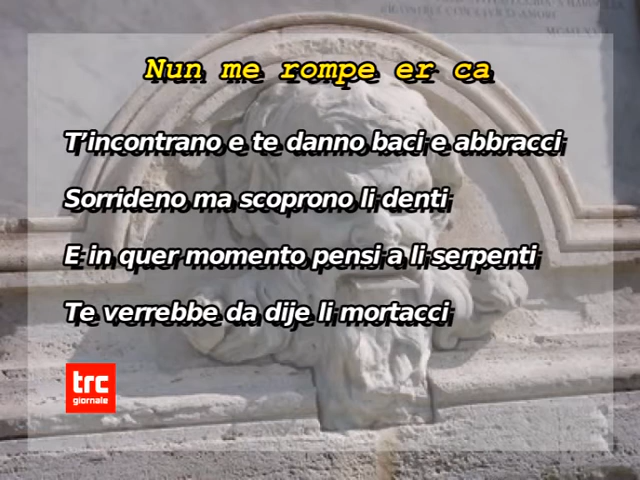 Nun me rompe er ca
T’incontrano e te danno baci e abbracci
Sorrideno ma scoprono li denti
E in quer momento pensi a li serpenti
Te verrebbe da dije li mortacci
trc
giornale